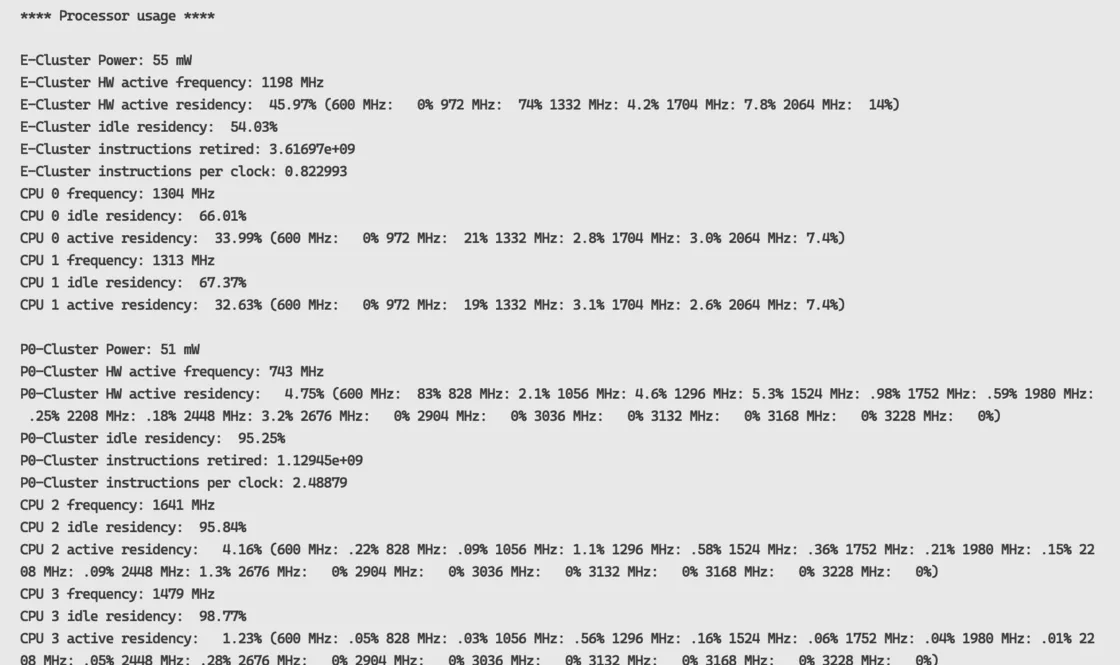 **** Processor usage ****

E-Cluster Power: 55 mW
E-Cluster HW active frequency: 1198 MHz
E-Cluster HW active residency:  45.97% (600 MHz:   0% 972 MHz:  74% 1332 MHz: 4.2% 1704 MHz: 7.8% 2064 MHz:  14%)
E-Cluster idle residency:  54.03%
E-Cluster instructions retired: 3.61697e+09
E-Cluster instructions per clock: 0.822993
CPU 0 frequency: 1304 MHz
CPU 0 idle residency:  66.01%
CPU 0 active residency:  33.99% (600 MHz:   0% 972 MHz:  21% 1332 MHz: 2.8% 1704 MHz: 3.0% 2064 MHz: 7.4%)
CPU 1 frequency: 1313 MHz
CPU 1 idle residency:  67.37%
CPU 1 active residency:  32.63% (600 MHz:   0% 972 MHz:  19% 1332 MHz: 3.1% 1704 MHz: 2.6% 2064 MHz: 7.4%)

P0-Cluster Power: 51 mW
P0-Cluster HW active frequency: 743 MHz
P0-Cluster HW active residency:   4.75% (600 MHz:  83% 828 MHz: 2.1% 1056 MHz: 4.6% 1296 MHz: 5.3% 1524 MHz: .98% 1752 MHz: .59% 1980 MHz:
 .25% 2208 MHz: .18% 2448 MHz: 3.2% 2676 MHz:   0% 2904 MHz:   0% 3036 MHz:   0% 3132 MHz:   0% 3168 MHz:   0% 3228 MHz:   0%)
P0-Cluster idle residency:  95.25%
P0-Cluster instructions retired: 1.12945e+09
P0-Cluster instructions per clock: 2.48879
CPU 2 frequency: 1641 MHz
CPU 2 idle residency:  95.84%
CPU 2 active residency:   4.16% (600 MHz: .22% 828 MHz: .09% 1056 MHz: 1.1% 1296 MHz: .58% 1524 MHz: .36% 1752 MHz: .21% 1980 MHz: .15% 22
08 MHz: .09% 2448 MHz: 1.3% 2676 MHz:   0% 2904 MHz:   0% 3036 MHz:   0% 3132 MHz:   0% 3168 MHz:   0% 3228 MHz:   0%)
CPU 3 frequency: 1479 MHz
CPU 3 idle residency:  98.77%
CPU 3 active residency:   1.23% (600 MHz: .05% 828 MHz: .03% 1056 MHz: .56% 1296 MHz: .16% 1524 MHz: .06% 1752 MHz: .04% 1980 MHz: .01% 22
08 MHz: .05% 2448 MHz: .28% 2676 MHz:   0% 2904 MHz:   0% 3036 MHz:   0% 3132 MHz:   0% 3168 MHz:   0% 3228 MHz:   0%)